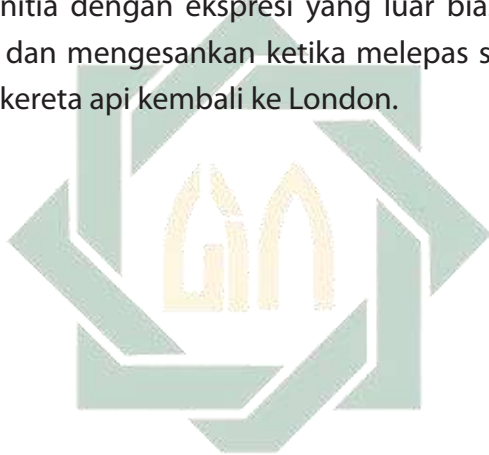 nitia dengan ekspresi yang luar bia
dan mengesankan ketika melepas s
kereta api kembali ke London.